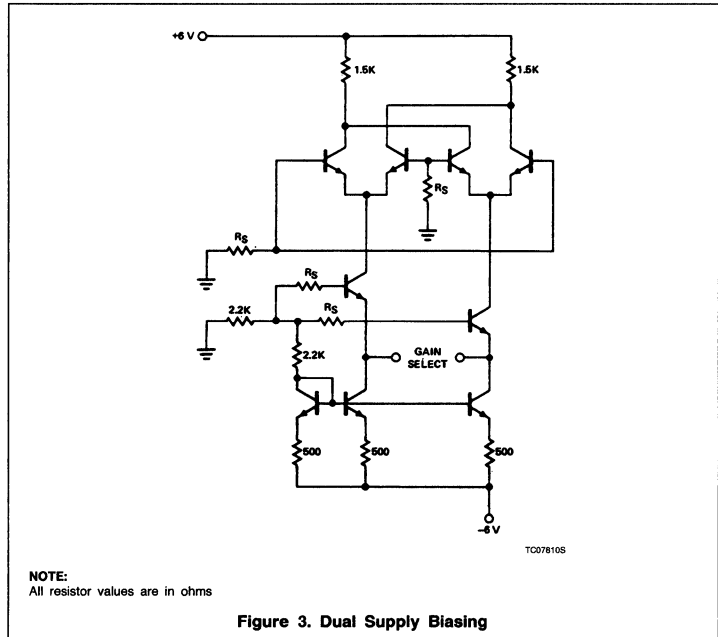 +6 V
1.5K
1.5K
RS
RS
RS
2.2K
RS
GAIN
SELECT
2.2K
500
500
500
–6 V
TC07810S
NOTE:
All resistor values are in ohms
Figure 3. Dual Supply Biasing